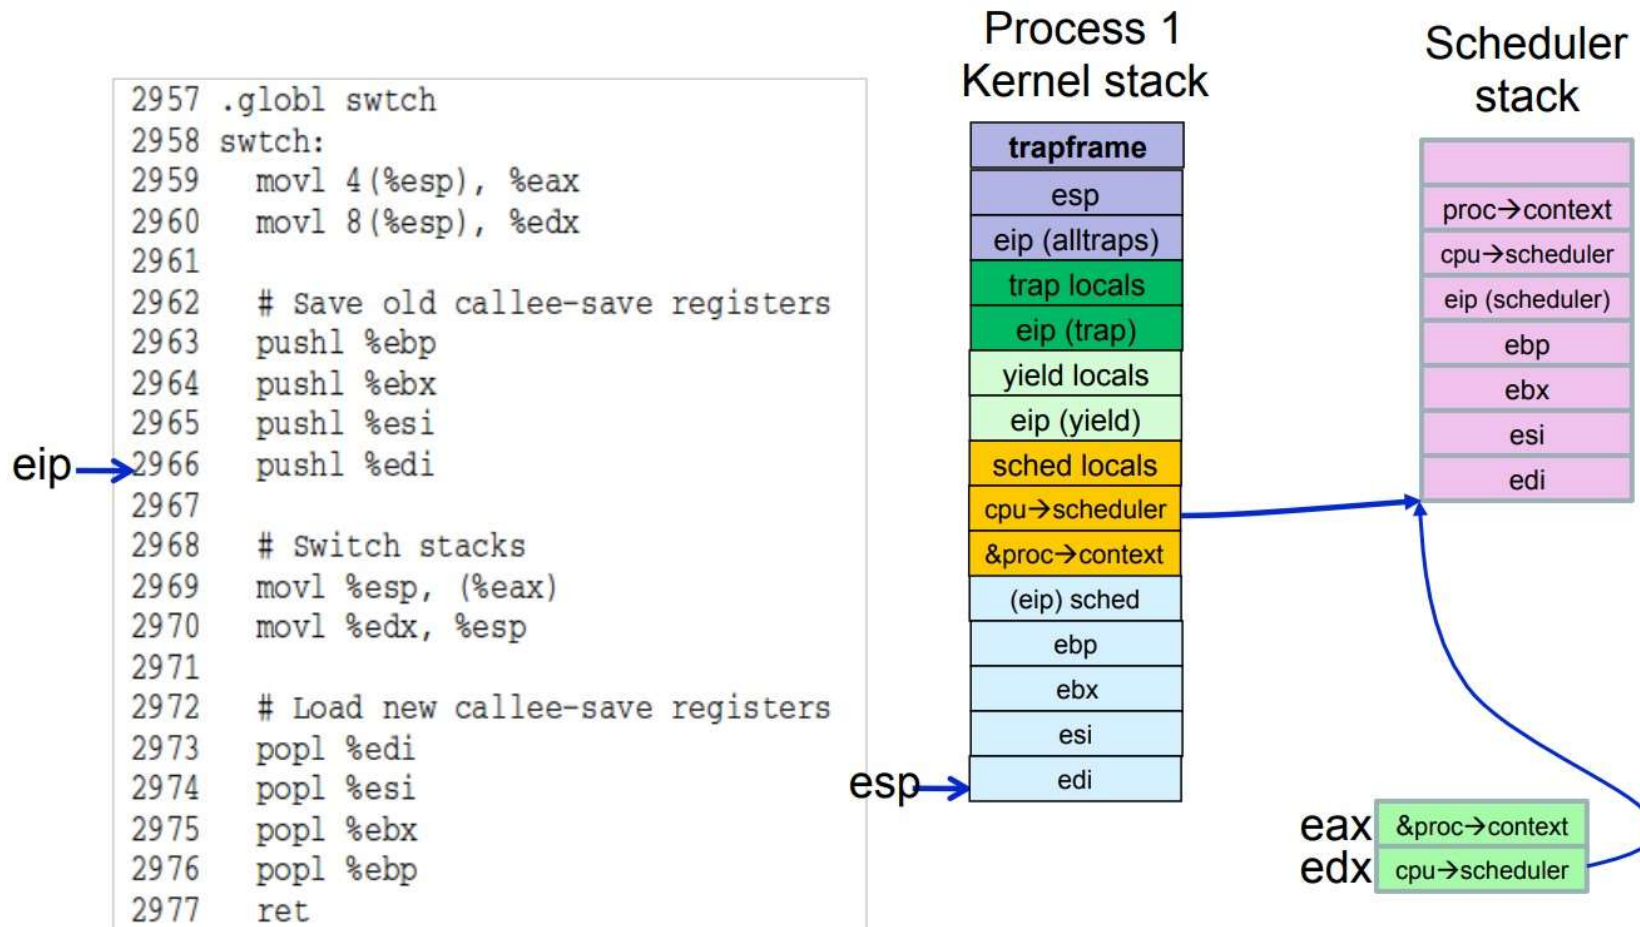 2957 .globl swtch
2958 swtch:
2959 movl 4(%esp), %eax
2960 movl 8(%esp), %edx
2961
2962 # Save old callee-save registers
2963 pushl %ebp
2964 pushl %ebx
2965 pushl %esi
2966 pushl %edi
2967
2968 # Switch stacks
2969 movl %esp, (%eax)
2970 movl %edx, %esp
2971
2972 # Load new callee-save registers
2973 popl %edi
2974 popl %esi
2975 popl %ebx
2976 popl %ebp
2977 ret
eip
Process 1
Kernel stack
trapframe
esp
eip (alltraps)
trap locals
eip (trap)
yield locals
eip (yield)
sched locals
cpu→scheduler
&proc→context
(eip) sched
ebp
ebx
esi
edi
esp
Scheduler
stack
proc→context
cpu→scheduler
eip (scheduler)
ebp
ebx
esi
edi
eax &proc→context
edx cpu→scheduler